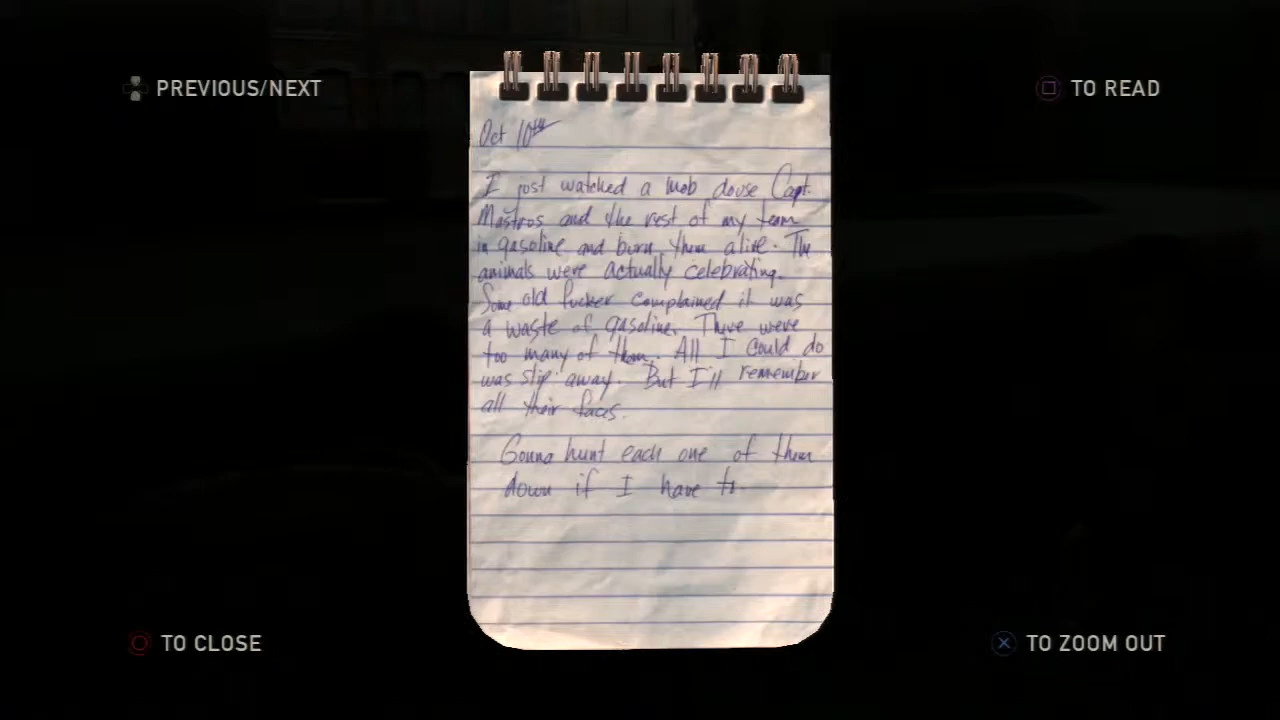 PREVIOUS/NEXT
TO READ
Oct 10th
I just watched a mob douse Capt.
Mastros and the rest of my team
in gasoline and burn them alive. The
animals were actually celebrating.
Some old fucker complained it was
a waste of gasoline. There were
too many of them. All I could do
was slip away. But I'll remember
all their faces.
Gonna hunt each one of them
down if I have to
TO CLOSE
TO ZOOM OUT